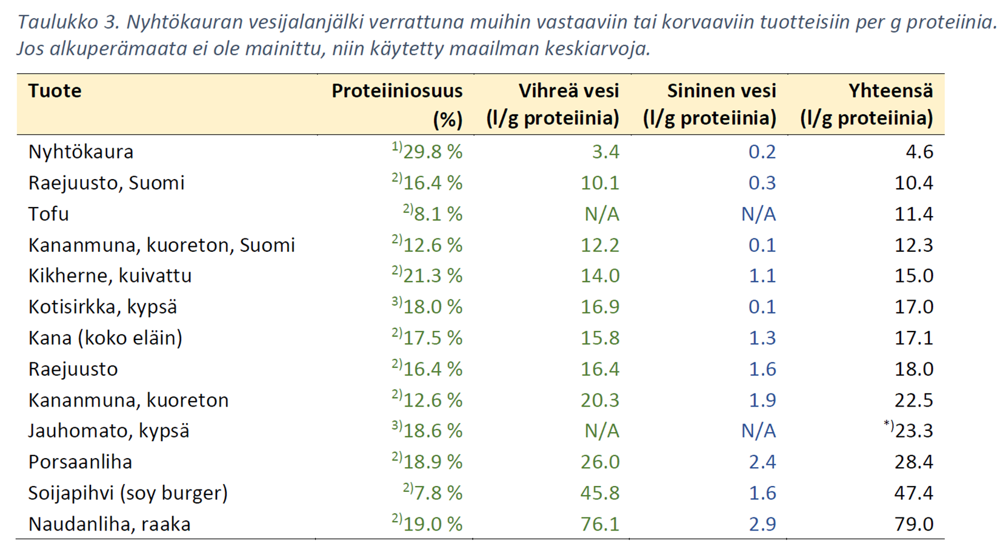 Taulukko 3. Nyhtökauran vesijalanjälki verrattuna muihin vastaaviin tai korvaaviin tuotteisiin per g proteiinia.
Jos alkuperämaata ei ole mainittu, niin käytetty maailman keskiarvoja.
Tuote Proteiiniosuus Vihreä vesi Sininen vesi Yhteensä
(%) (l/g proteiinia) (l/g proteiinia) (l/g proteiinia)
Nyhtökaura 1)29.8 % 3.4 0.2 4.6
Raejuusto, Suomi 2)16.4 % 10.1 0.3 10.4
Tofu 2)8.1 % N/A N/A 11.4
Kananmuna, kuoreton, Suomi 2)12.6 % 12.2 0.1 12.3
Kikherne, kuivattu 2)21.3 % 14.0 1.1 15.0
Kotisirkka, kypsä 3)18.0 % 16.9 0.1 17.0
Kana (koko eläin) 2)17.5 % 15.8 1.3 17.1
Raejuusto 2)16.4 % 16.4 1.6 18.0
Kananmuna, kuoreton 2)12.6 % 20.3 1.9 22.5
Jauhomato, kypsä 3)18.6 % N/A N/A *)23.3
Porsaanliha 2)18.9 % 26.0 2.4 28.4
Soijapihvi (soy burger) 2)7.8 % 45.8 1.6 47.4
Naudanliha, raaka 2)19.0 % 76.1 2.9 79.0